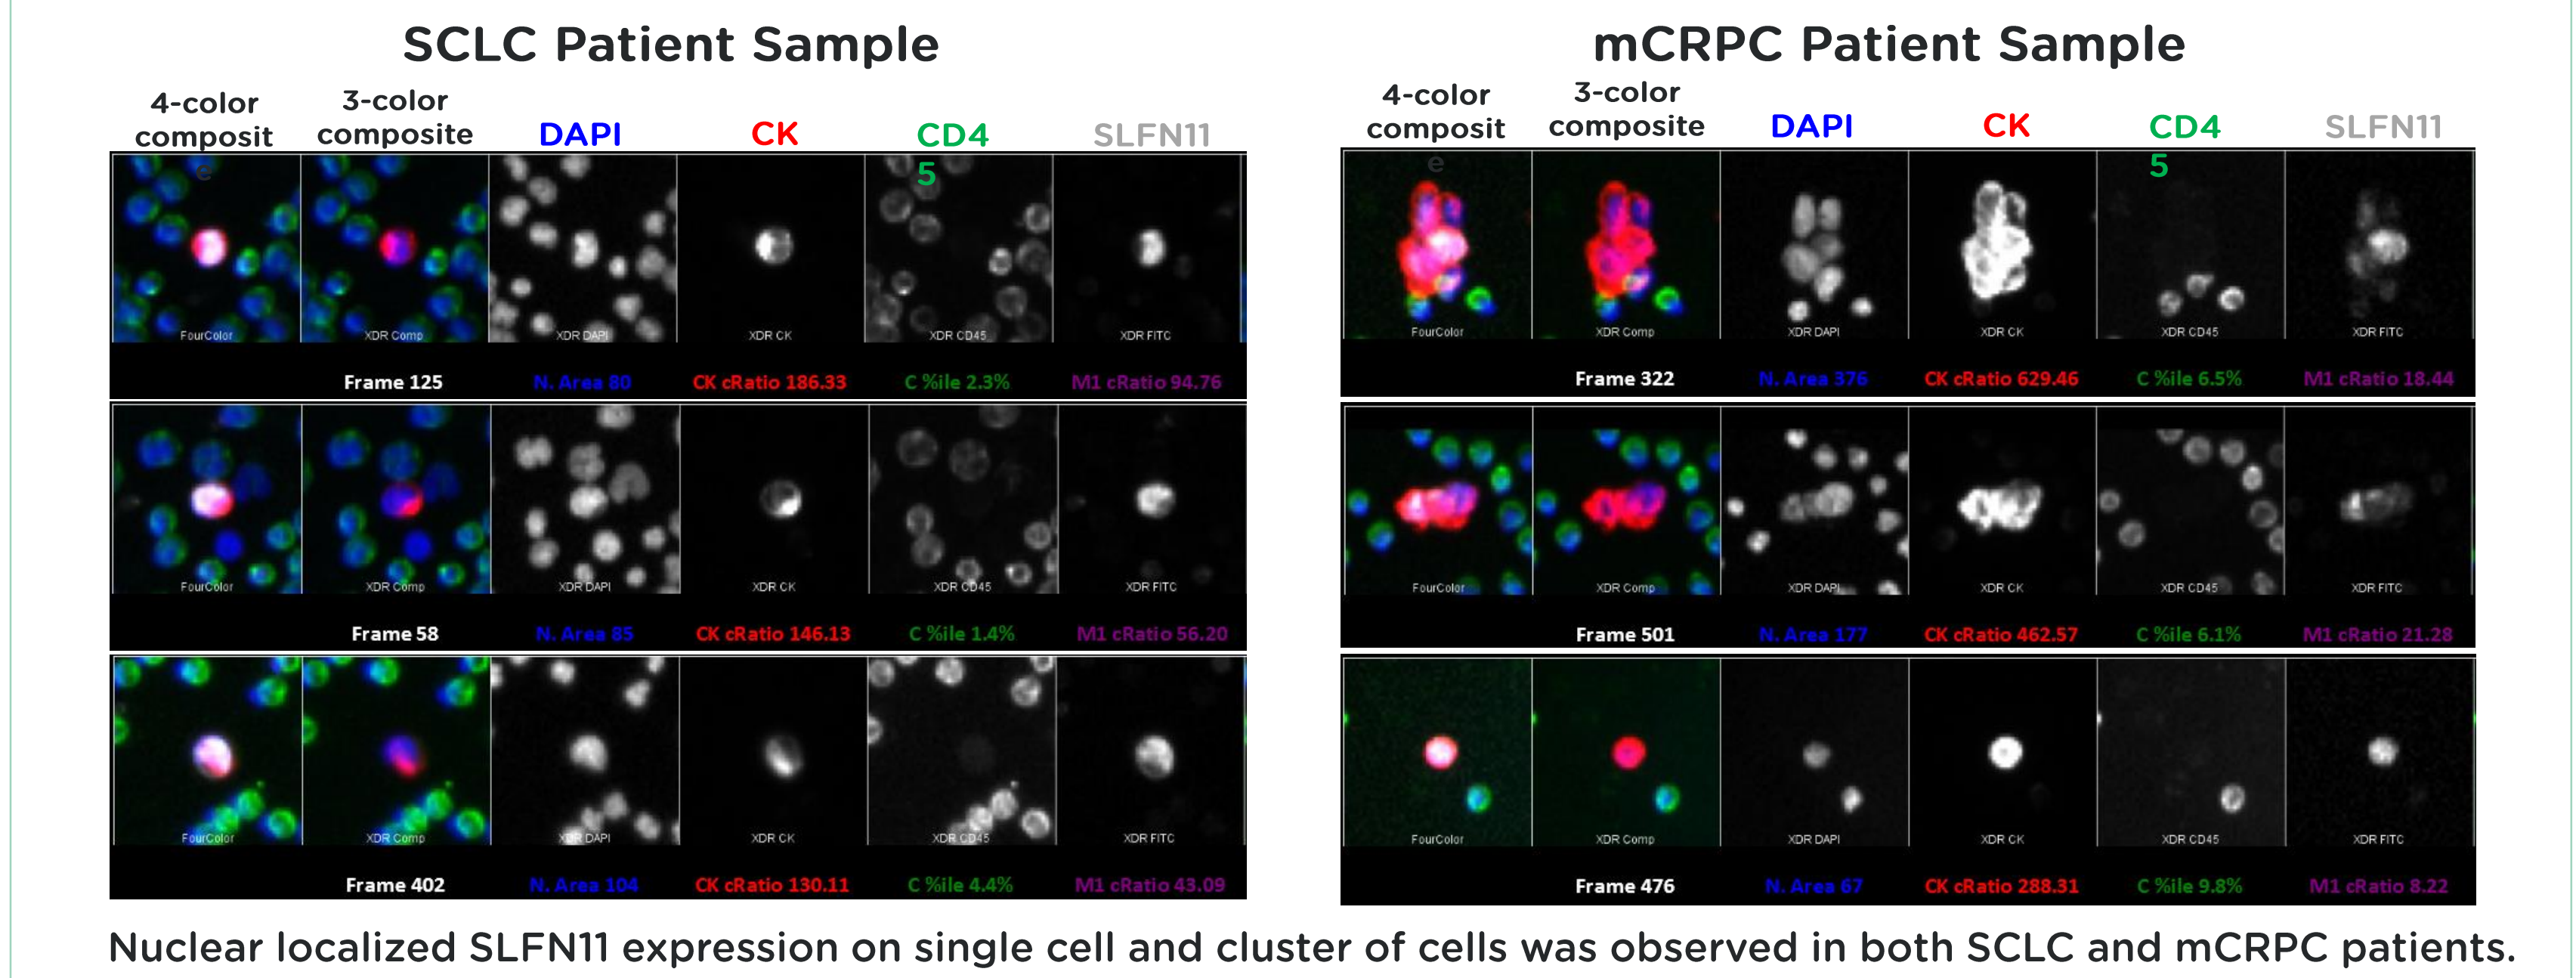 SCLC Patient Sample
4-color
composit
e
3-color
composite
DAPI
CK
CD4
5
SLFN11
FourColor
XDR Comp
XDR DAPI
XDR CK
XDR CD45
XDR FITC
Frame 125
N. Area 80
CK cRatio 186.33
C %ile 2.3%
M1 cRatio 94.76
FourColor
XDR Comp
XDR DAPI
XDR CK
XDR CD45
XDR FITC
Frame 58
N. Area 85
CK cRatio 146.13
C %ile 1.4%
M1 cRatio 56.20
FourColor
XDR Comp
XDR DAPI
XDR CK
XDR CD45
XDR FITC
Frame 402
N. Area 104
CK cRatio 130.11
C %ile 4.4%
M1 cRatio 43.09
mCRPC Patient Sample
4-color
composit
e
3-color
composite
DAPI
CK
CD4
5
SLFN11
FourColor
XDR Comp
XDR DAPI
XDR CK
XDR CD45
XDR FITC
Frame 322
N. Area 376
CK cRatio 629.46
C %ile 6.5%
M1 cRatio 18.44
FourColor
XDR Comp
XDR DAPI
XDR CK
XDR CD45
XDR FITC
Frame 501
N. Area 177
CK cRatio 462.57
C %ile 6.1%
M1 cRatio 21.28
FourColor
XDR Comp
XDR DAPI
XDR CK
XDR CD45
XDR FITC
Frame 476
N. Area 67
CK cRatio 288.31
C %ile 9.8%
M1 cRatio 8.22
Nuclear localized SLFN11 expression on single cell and cluster of cells was observed in both SCLC and mCRPC patients.